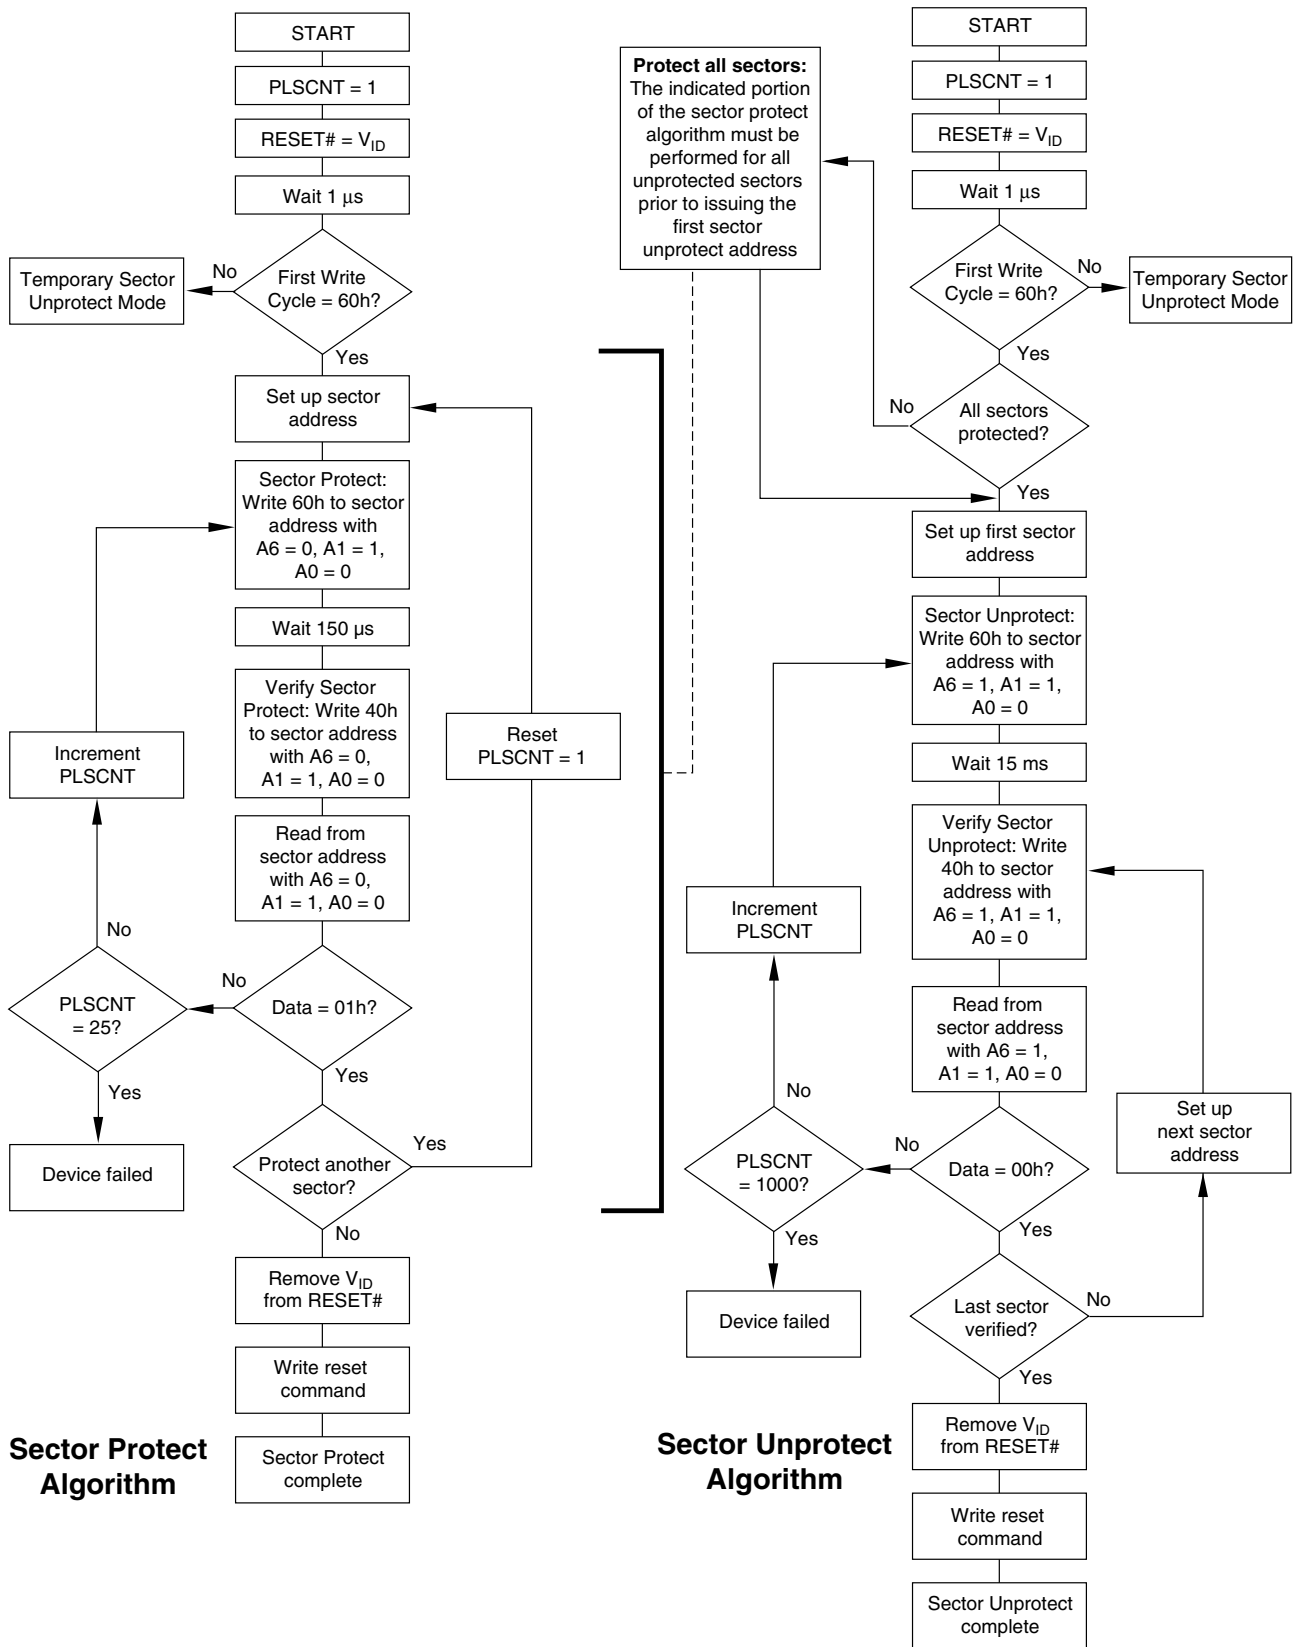 START
PLSCNT = 1
RESET# = VID
Wait 1 μs
First Write
Cycle = 60h?
No
Temporary Sector
Unprotect Mode
Yes
Set up sector
address
Sector Protect:
Write 60h to sector
address with
A6 = 0, A1 = 1,
A0 = 0
Wait 150 µs
Verify Sector
Protect: Write 40h
to sector address
with A6 = 0,
A1 = 1, A0 = 0
Increment
PLSCNT
Reset
PLSCNT = 1
Read from
sector address
with A6 = 0,
A1 = 1, A0 = 0
No
No
PLSCNT
= 25?
Data = 01h?
Yes
Yes
Device failed
Protect another
sector?
Yes
No
Remove VID
from RESET#
Write reset
command
Sector Protect
complete
Sector Protect
Algorithm
Protect all sectors:
The indicated portion
of the sector protect
algorithm must be
performed for all
unprotected sectors
prior to issuing the
first sector
unprotect address
START
PLSCNT = 1
RESET# = VID
Wait 1 μs
First Write
Cycle = 60h?
No
Temporary Sector
Unprotect Mode
Yes
No
All sectors
protected?
Yes
Set up first sector
address
Sector Unprotect:
Write 60h to sector
address with
A6 = 1, A1 = 1,
A0 = 0
Wait 15 ms
Verify Sector
Unprotect: Write
40h to sector
address with
A6 = 1, A1 = 1,
A0 = 0
Increment
PLSCNT
Read from
sector address
with A6 = 1,
A1 = 1, A0 = 0
Set up
next sector
address
No
No
PLSCNT
= 1000?
Data = 00h?
Yes
Yes
Device failed
Last sector
verified?
No
Yes
Remove VID
from RESET#
Write reset
command
Sector Unprotect
complete
Sector Unprotect
Algorithm